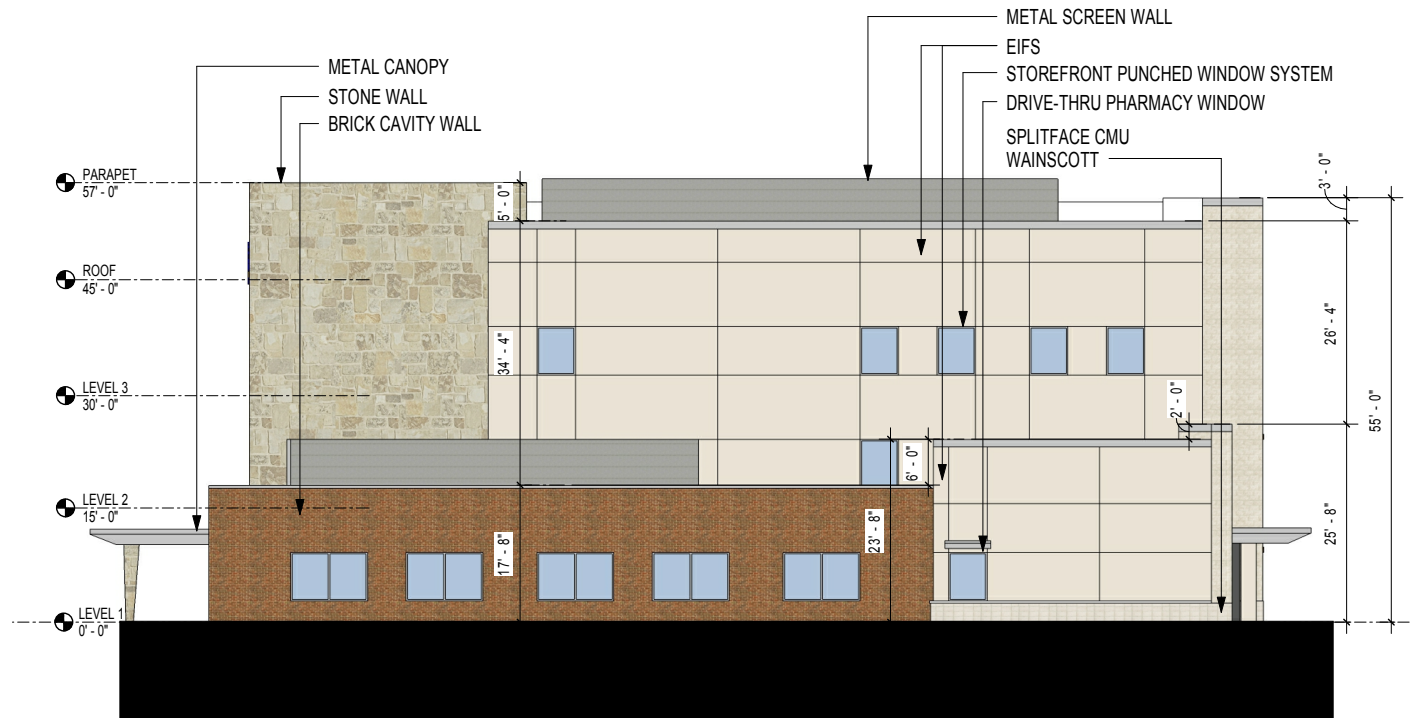 METAL SCREEN WALL
EIFS
STOREFRONT PUNCHED WINDOW SYSTEM
DRIVE-THRU PHARMACY WINDOW
SPLITFACE CMU
WAINSCOTT
METAL CANOPY
STONE WALL
BRICK CAVITY WALL
PARAPET
57' - 0"
ROOF
45' - 0"
LEVEL 3
30' - 0"
LEVEL 2
15' - 0"
LEVEL 1
0' - 0"
5' - 0"
34' - 4"
17' - 8"
23' - 8"
6' - 0"
2' - 0"
3' - 0"
26' - 4"
25' - 8"
55' - 0"